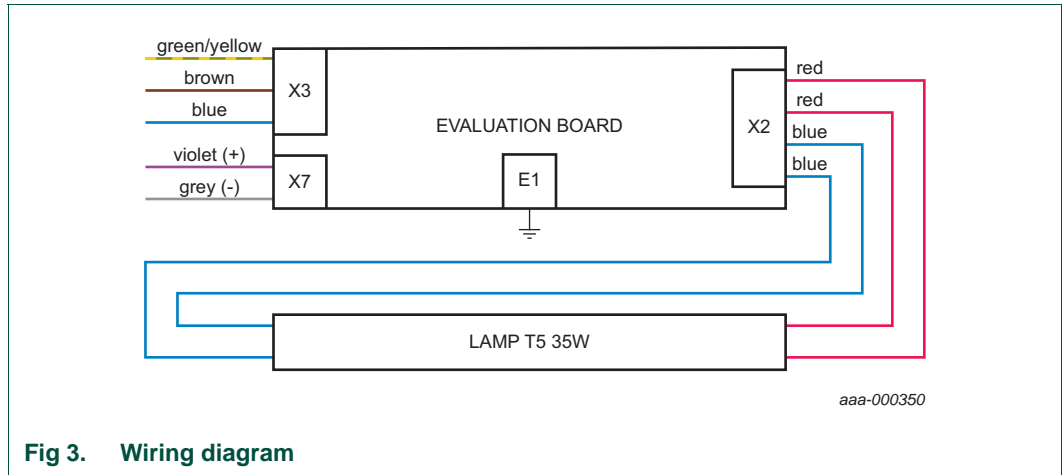 green/yellow
brown
blue
X3
violet (+)
grey (-)
X7
EVALUATION BOARD
E1
X2
red
red
blue
blue
LAMP T5 35W
aaa-000350
Fig 3. Wiring diagram